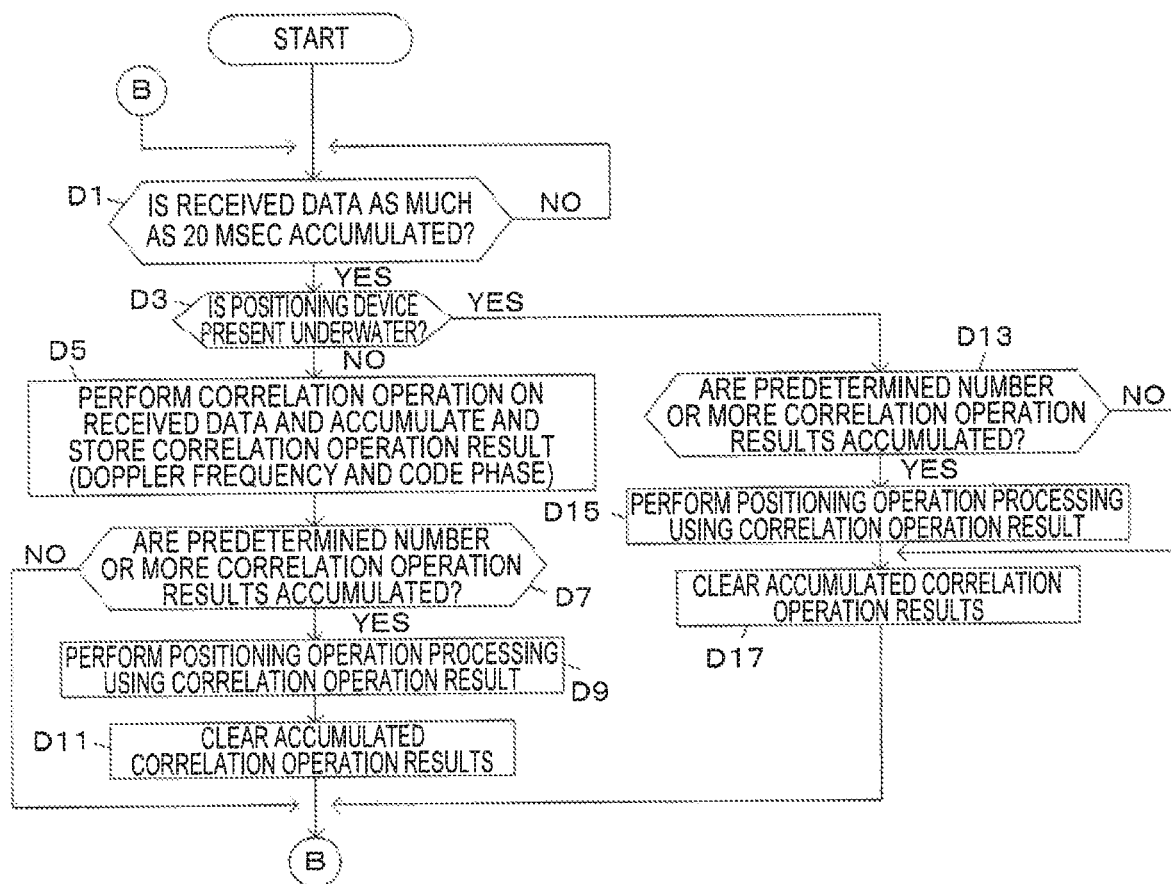 START
B
D1
IS RECEIVED DATA AS MUCH
AS 20 MSEC ACCUMULATED?
NO
YES
D3
IS POSITIONING DEVICE
PRESENT UNDERWATER?
YES
NO
D5
PERFORM CORRELATION OPERATION ON
RECEIVED DATA AND ACCUMULATE AND
STORE CORRELATION OPERATION RESULT
(DOPPLER FREQUENCY AND CODE PHASE)
D13
ARE PREDETERMINED NUMBER
OR MORE CORRELATION OPERATION
RESULTS ACCUMULATED?
NO
YES
D15
PERFORM POSITIONING OPERATION PROCESSING
USING CORRELATION OPERATION RESULT
NO
ARE PREDETERMINED NUMBER
OR MORE CORRELATION OPERATION
RESULTS ACCUMULATED?
D7
YES
CLEAR ACCUMULATED CORRELATION
OPERATION RESULTS
D17
PERFORM POSITIONING OPERATION PROCESSING
USING CORRELATION OPERATION RESULT
D9
D11
CLEAR ACCUMULATED
CORRELATION OPERATION RESULTS
B